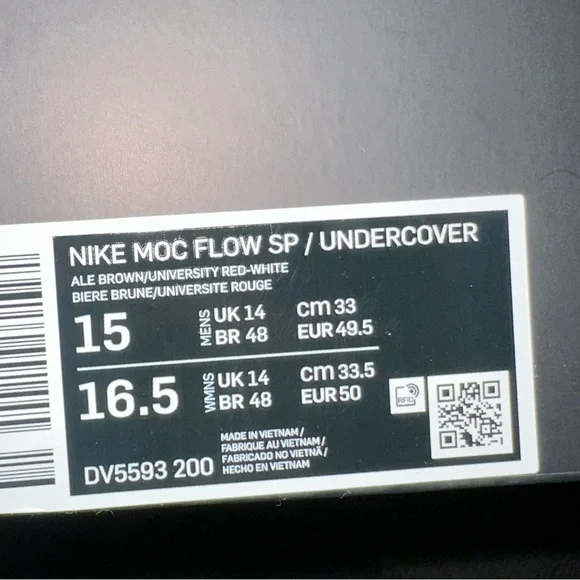 NIKE MOC FLOW SP / UNDERCOVER
ALE BROWN/UNIVERSITY RED-WHITE
BIERE BRUNE/UNIVERSITE ROUGE
15 MENS UK 14 cm 33
BR 48 EUR 49.5
16.5 WMNS UK 14 cm 33.5
BR 48 EUR 50
RFID
DV5593 200
MADE IN VIETNAM /
FABRIQUE AU VIETNAM /
FABRICADO NO VIETNÃ /
HECHO EN VIETNAM